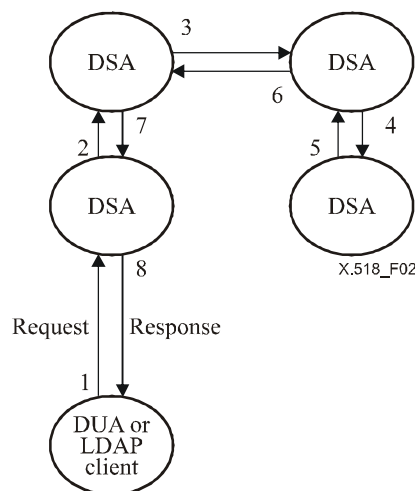 3
DSA
DSA
6
2
7
5
4
DSA
DSA
8
X.518_F02
Request
Response
1
DUA or
LDAP
client